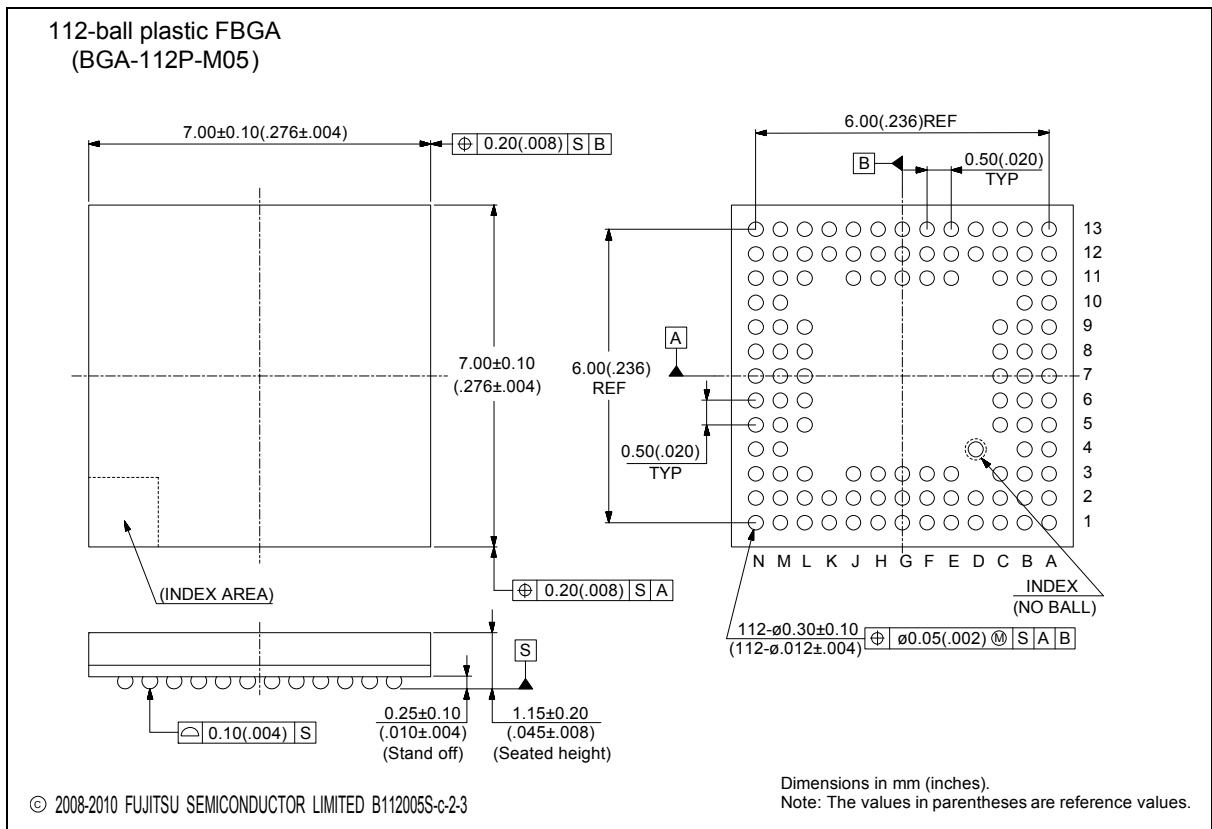 112-ball plastic FBGA
(BGA-112P-M05)
7.00±0.10(.276±.004)
⌖ 0.20(.008) S B
6.00(.236)REF
B
0.50(.020)
TYP
13
12
11
10
9
8
7
6
5
4
3
2
1
A
7.00±0.10
(.276±.004)
6.00(.236)
REF
0.50(.020)
TYP
N M L K J H G F E D C B A
(INDEX AREA)
⌖ 0.20(.008) S A
INDEX
(NO BALL)
112-ø0.30±0.10
(112-ø.012±.004)
⌖ ø0.05(.002) Ⓜ S A B
S
0.25±0.10
(.010±.004)
(Stand off)
1.15±0.20
(.045±.008)
(Seated height)
⌓ 0.10(.004) S
© 2008-2010 FUJITSU SEMICONDUCTOR LIMITED B112005S-c-2-3
Dimensions in mm (inches).
Note: The values in parentheses are reference values.